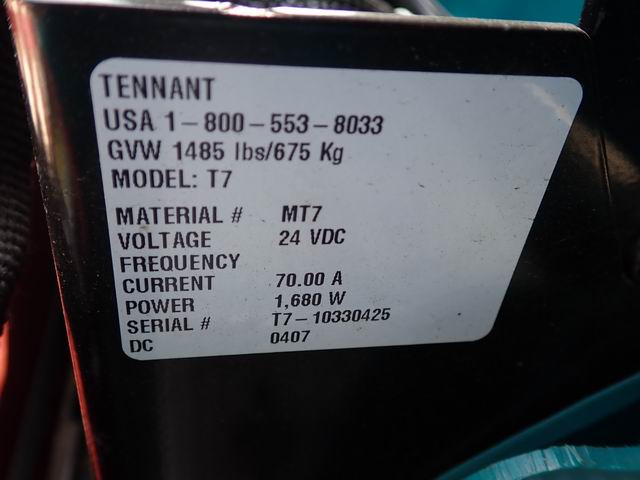 TENNANT
USA 1-800-553-8033
GVW 1485 lbs/675 Kg
MODEL: T7
MATERIAL # MT7
VOLTAGE 24 VDC
FREQUENCY
CURRENT 70.00 A
POWER 1,680 W
SERIAL # T7-10330425
DC 0407